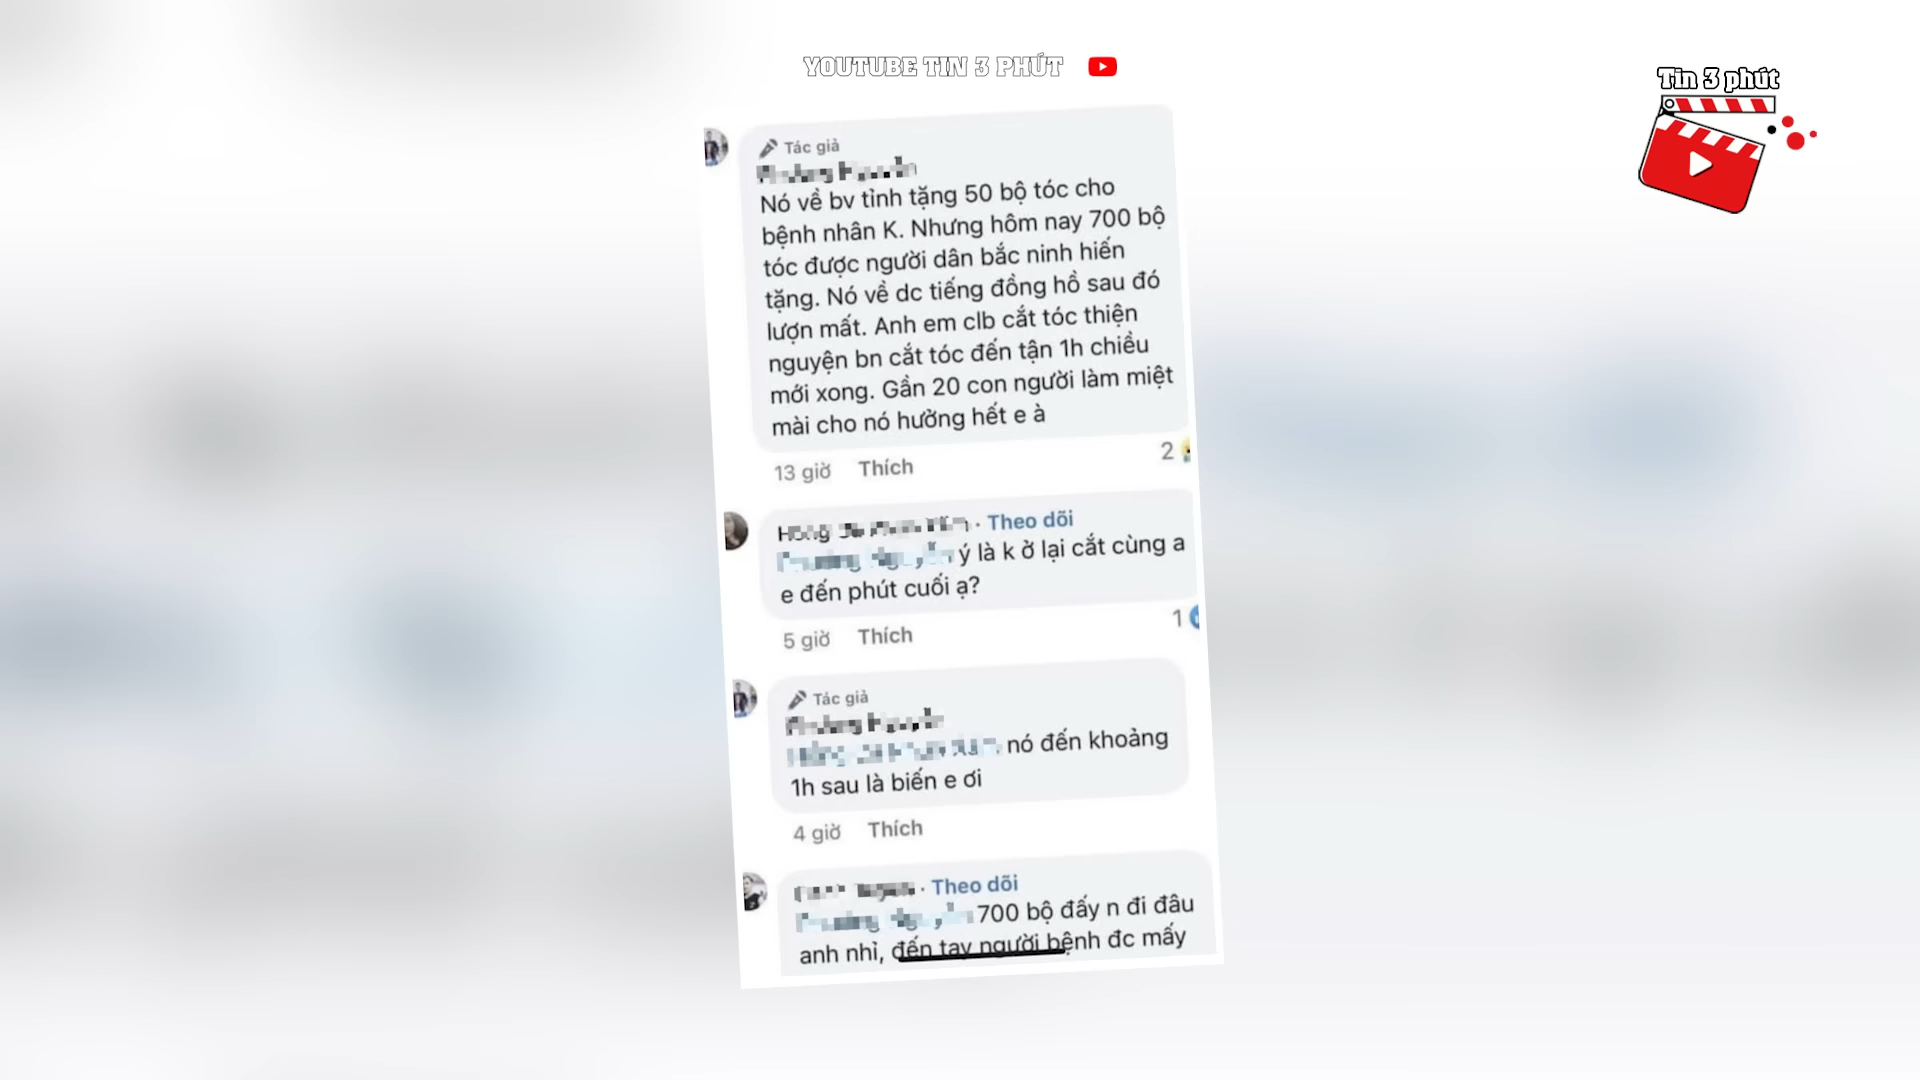 YOUTUBE TIN 3 PHÚT
Tin 3 phút
Tác giả
Nó về bv tỉnh tặng 50 bộ tóc cho
bệnh nhân K. Nhưng hôm nay 700 bộ
tóc được người dân bắc ninh hiến
tặng. Nó về dc tiếng đồng hồ sau đó
lượn mất. Anh em clb cắt tóc thiện
nguyện bn cắt tóc đến tận 1h chiều
mới xong. Gần 20 con người làm miệt
mài cho nó hưởng hết e à
13 giờ Thích 2
· Theo dõi
ý là k ở lại cắt cùng a
e đến phút cuối ạ?
5 giờ Thích 1
Tác giả
nó đến khoảng
1h sau là biến e ơi
4 giờ Thích
· Theo dõi
700 bộ đấy n đi đâu
anh nhỉ, đến tay người bệnh đc mấy